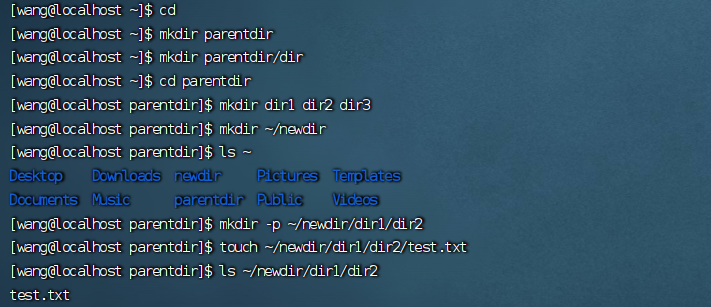 [wang@localhost ~]$ cd
[wang@localhost ~]$ mkdir parentdir
[wang@localhost ~]$ mkdir parentdir/dir
[wang@localhost ~]$ cd parentdir
[wang@localhost parentdir]$ mkdir dir1 dir2 dir3
[wang@localhost parentdir]$ mkdir ~/newdir
[wang@localhost parentdir]$ ls ~
Desktop    Downloads  newdir     Pictures  Templates
Documents  Music      parentdir  Public    Videos
[wang@localhost parentdir]$ mkdir -p ~/newdir/dir1/dir2
[wang@localhost parentdir]$ touch ~/newdir/dir1/dir2/test.txt
[wang@localhost parentdir]$ ls ~/newdir/dir1/dir2
test.txt